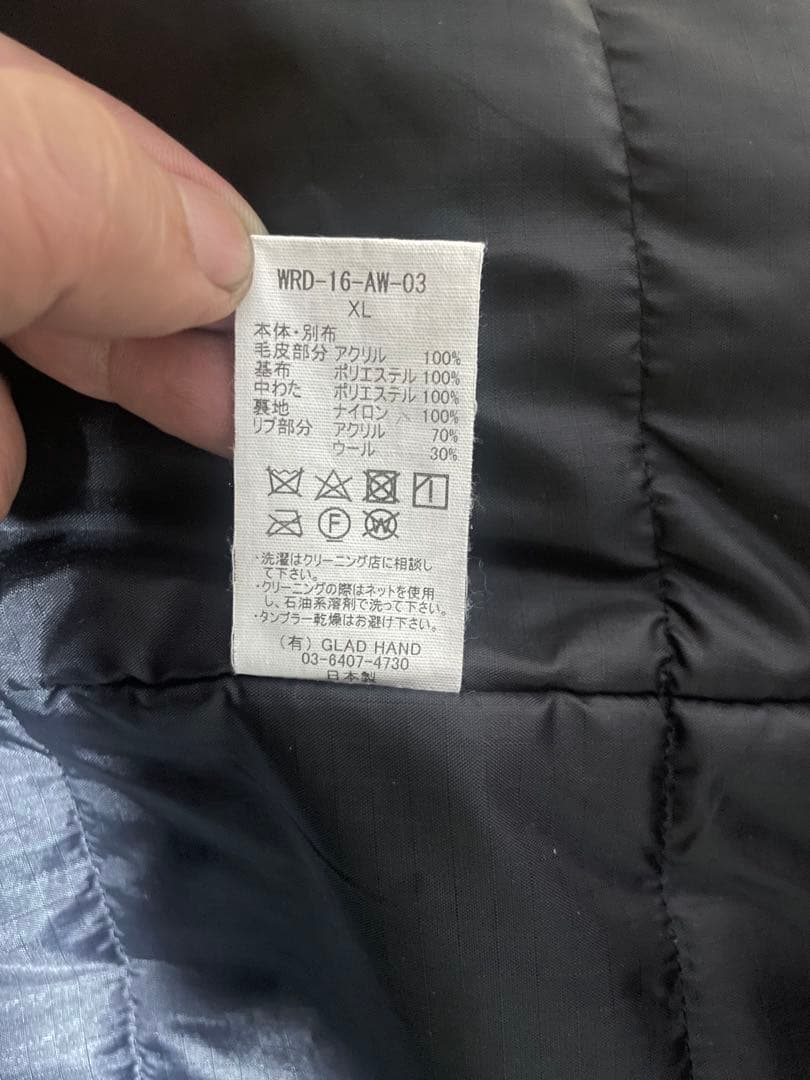 WRD-16-AW-03
XL
本体・別布
毛皮部分 アクリル 100%
基布 ポリエステル 100%
中わた ポリエステル 100%
裏地 ナイロン 100%
リブ部分 アクリル 70%
ウール 30%
F W
・洗濯はクリーニング店に相談し
て下さい。
・クリーニングの際はネットを使用
し、石油系溶剤で洗って下さい。
・タンブラー乾燥はお避け下さい。
(有) GLAD HAND
03-6407-4730
日本製